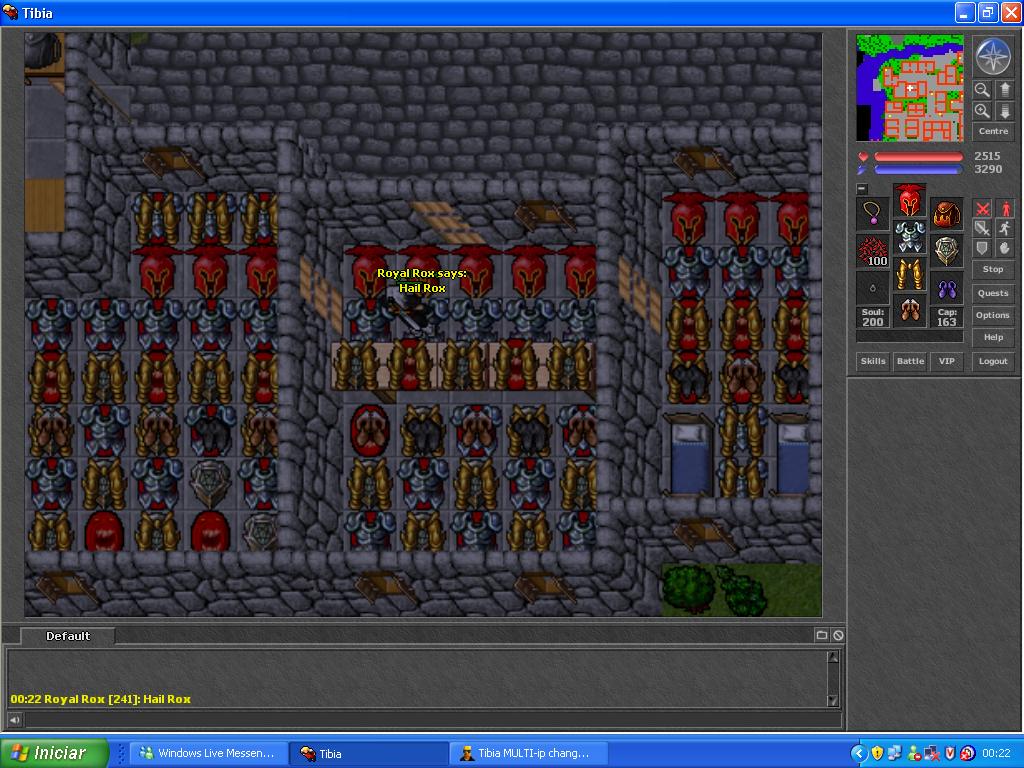 Tibia
Centre
2515
3290
Royal Rox says:
Hail Rox
100
Soul:
200
Cap:
163
Stop
Quests
Options
Help
Skills
Battle
VIP
Logout
Default
00:22 Royal Rox [241]: Hail Rox
Iniciar
Windows Live Messen...
Tibia
Tibia MULTI-ip chang...
00:22